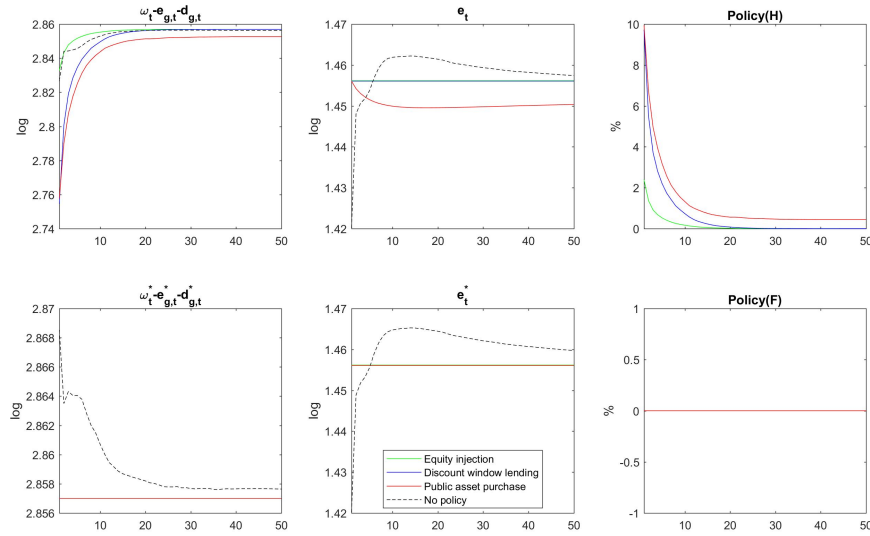 ω_t-e_g,t-d_g,t
2.86
2.84
2.82
2.8
2.78
2.76
2.74
log
10 20 30 40 50
e_t
1.47
1.46
1.45
1.44
1.43
1.42
log
10 20 30 40 50
Policy(H)
10
8
6
4
2
0
%
10 20 30 40 50
ω_t^*-e_g,t^*-d_g,t^*
2.87
2.868
2.866
2.864
2.862
2.86
2.858
2.856
log
10 20 30 40 50
e_t^*
1.47
1.46
1.45
1.44
1.43
1.42
log
Equity injection
Discount window lending
Public asset purchase
No policy
10 20 30 40 50
Policy(F)
1
0.5
0
-0.5
-1
%
10 20 30 40 50